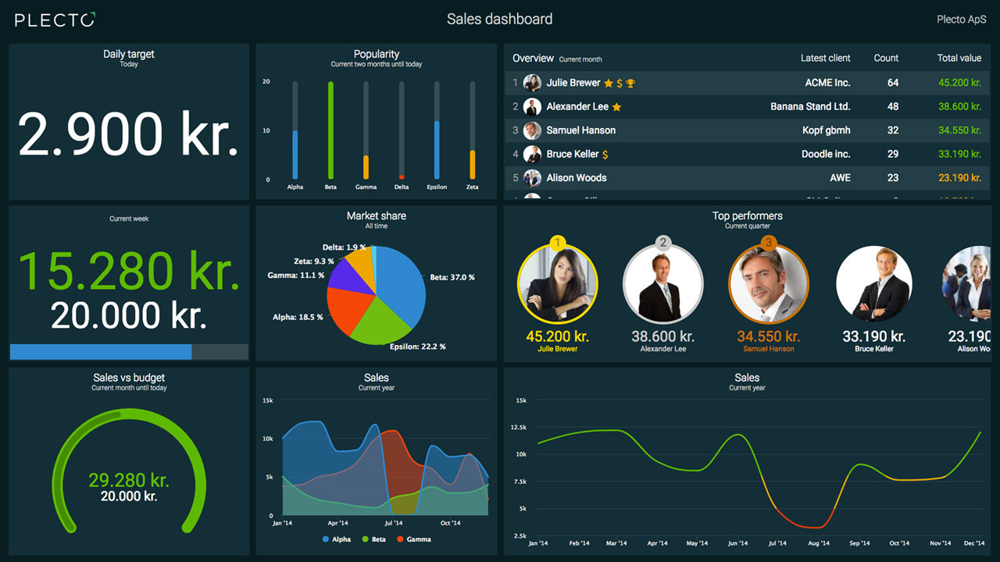 PLECTO
Sales dashboard
Plecto ApS
Daily target
Today
2.900 kr.
Popularity
Current two months until today
20
10
0
Alpha Beta Gamma Delta Epsilon Zeta
Overview Current month Latest client Count Total value
1 Julie Brewer ACME Inc. 64 45.200 kr.
2 Alexander Lee Banana Stand Ltd. 48 38.600 kr.
3 Samuel Hanson Kopf gbmh 32 34.550 kr.
4 Bruce Keller Doodle inc. 29 33.190 kr.
5 Alison Woods AWE 23 23.190 kr.
Current week
15.280 kr.
20.000 kr.
Market share
All time
Delta: 1.9 %
Zeta: 9.3 %
Gamma: 11.1 %
Beta: 37.0 %
Alpha: 18.5 %
Epsilon: 22.2 %
Top performers
Current quarter
1 2 3
45.200 kr. 38.600 kr. 34.550 kr. 33.190 kr. 23.190
Julie Brewer Alexander Lee Samuel Hanson Bruce Keller Alison Wo
Sales vs budget
Current month until today
29.280 kr.
20.000 kr.
Sales
Current year
15k
10k
5k
0
Jan '14 Apr '14 Jul '14 Oct '14
Alpha Beta Gamma
Sales
Current year
15k
12.5k
10k
7.5k
5k
2.5k
Jan '14 Feb '14 Mar '14 Apr '14 May '14 Jun '14 Jul '14 Aug '14 Sep '14 Oct '14 Nov '14 Dec '14